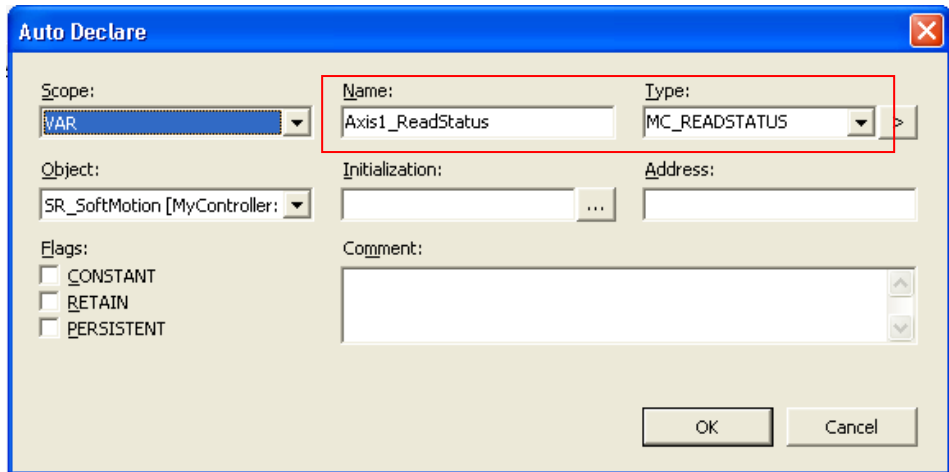 Auto Declare
Scope: Name: Type:
VAR Axis1_ReadStatus MC_READSTATUS >
Object: Initialization: Address:
SR_SoftMotion [MyController: ...
Flags: Comment:
CONSTANT
RETAIN
PERSISTENT
OK Cancel